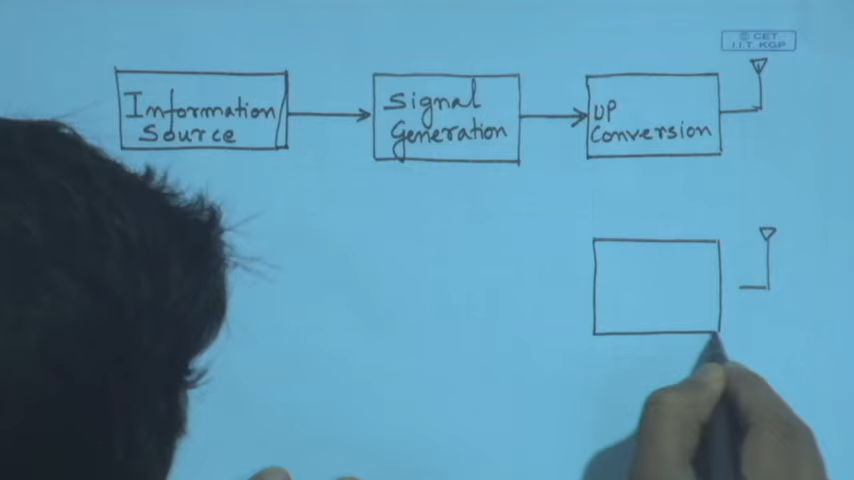 © CET
I.I.T. KGP
Information
Source
Signal
Generation
UP
Conversion